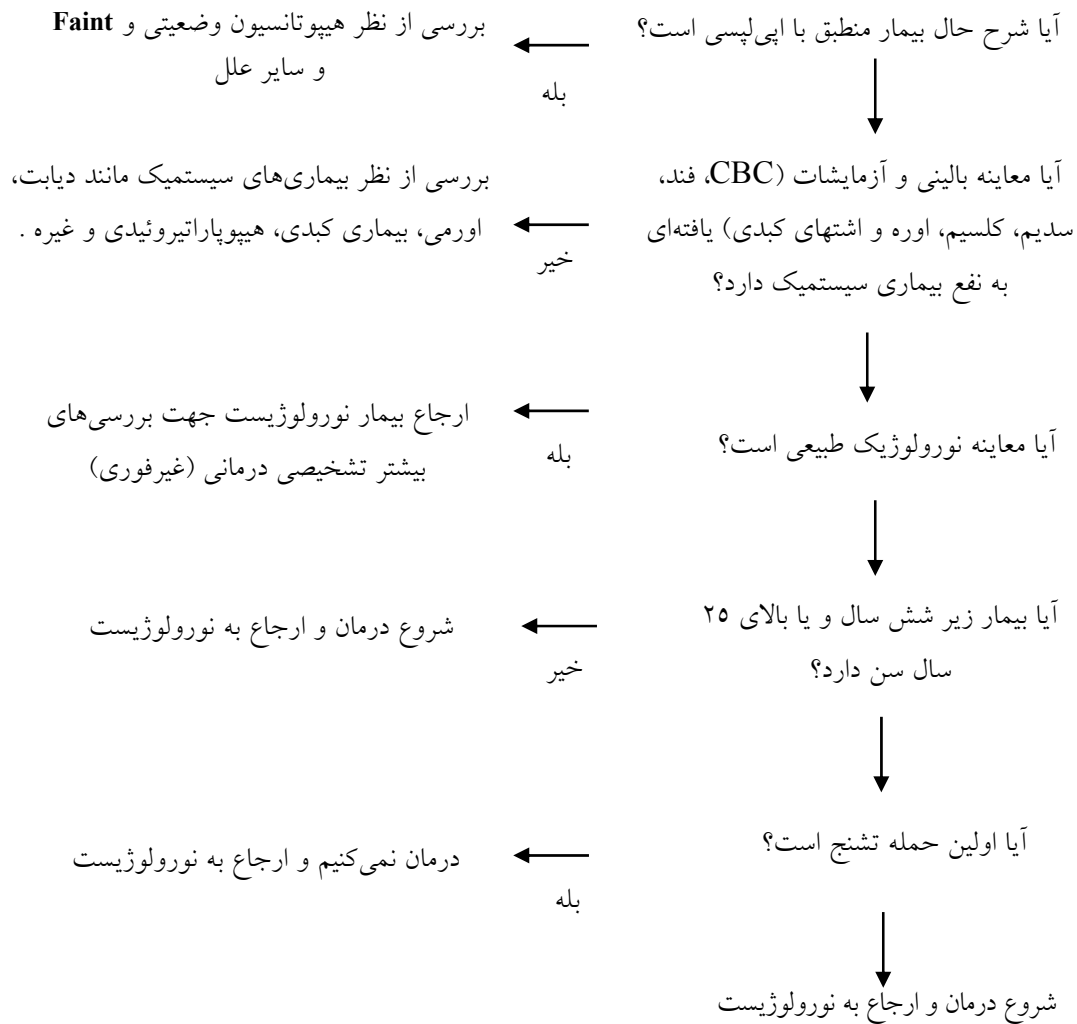 آیا شرح حال بیمار منطبق با اپی‌لپسی است؟
بررسی از نظر هیپوتانسیون وضعیتی و Faint
و سایر علل
بله
آیا معاینه بالینی و آزمایشات (CBC، فند،
سدیم، کلسیم، اوره و اشتهای کبدی) یافته‌ای
به نفع بیماری سیستمیک دارد؟
بررسی از نظر بیماری‌های سیستمیک مانند دیابت،
اورمی، بیماری کبدی، هیپوپاراتیروئیدی و غیره .
خیر
آیا معاینه نورولوژیک طبیعی است؟
ارجاع بیمار نورولوژیست جهت بررسی‌های
بیشتر تشخیصی درمانی (غیرفوری)
بله
آیا بیمار زیر شش سال و یا بالای ۲۵
سال سن دارد؟
شروع درمان و ارجاع به نورولوژیست
خیر
آیا اولین حمله تشنج است؟
درمان نمی‌کنیم و ارجاع به نورولوژیست
بله
شروع درمان و ارجاع به نورولوژیست